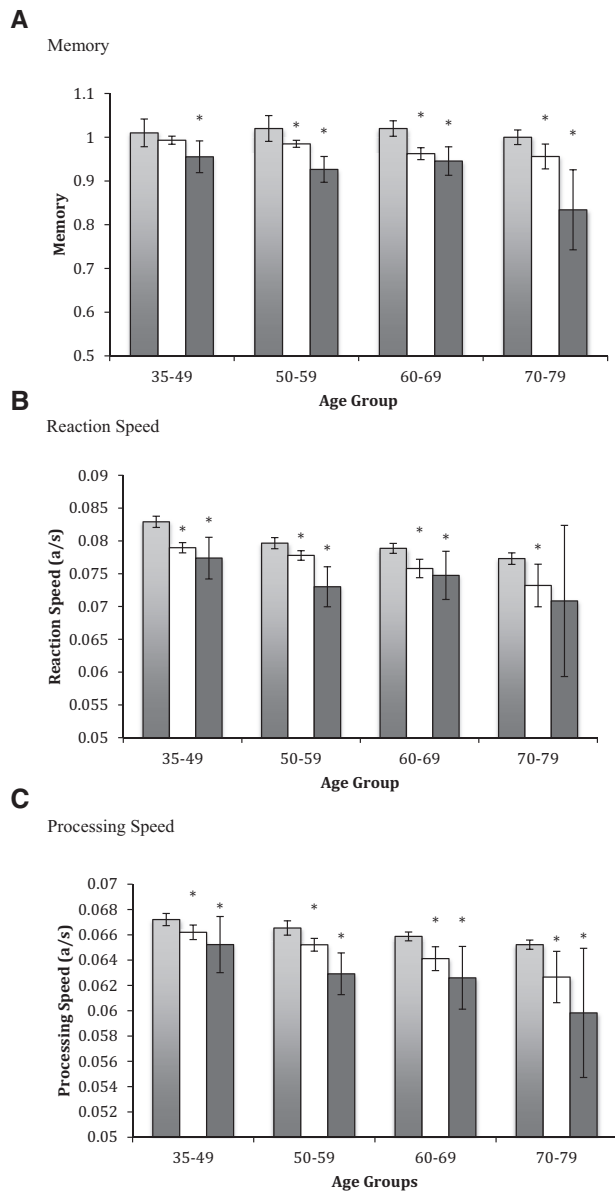 A
Memory
1.1
1
0.9
0.8
0.7
0.6
0.5
Memory
* * * * * * *
35-49 50-59 60-69 70-79
Age Group
B
Reaction Speed
0.09
0.085
0.08
0.075
0.07
0.065
0.06
0.055
0.05
Reaction Speed (a/s)
* * * * * * *
35-49 50-59 60-69 70-79
Age Group
C
Processing Speed
0.07
0.068
0.066
0.064
0.062
0.06
0.058
0.056
0.054
0.052
0.05
Processing Speed (a/s)
* * * * * * * *
35-49 50-59 60-69 70-79
Age Groups